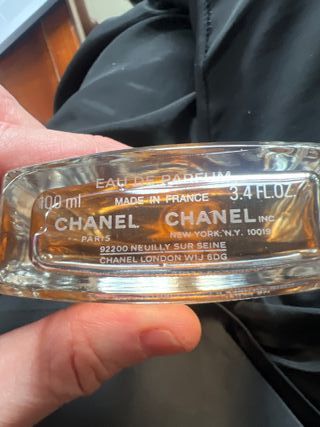 EAU DE PARFUM
100 ml MADE IN FRANCE 3.4 FL.OZ
CHANEL CHANEL INC
PARIS NEW YORK, N.Y. 10019
92200 NEUILLY SUR SEINE
CHANEL LONDON W1J 6DG